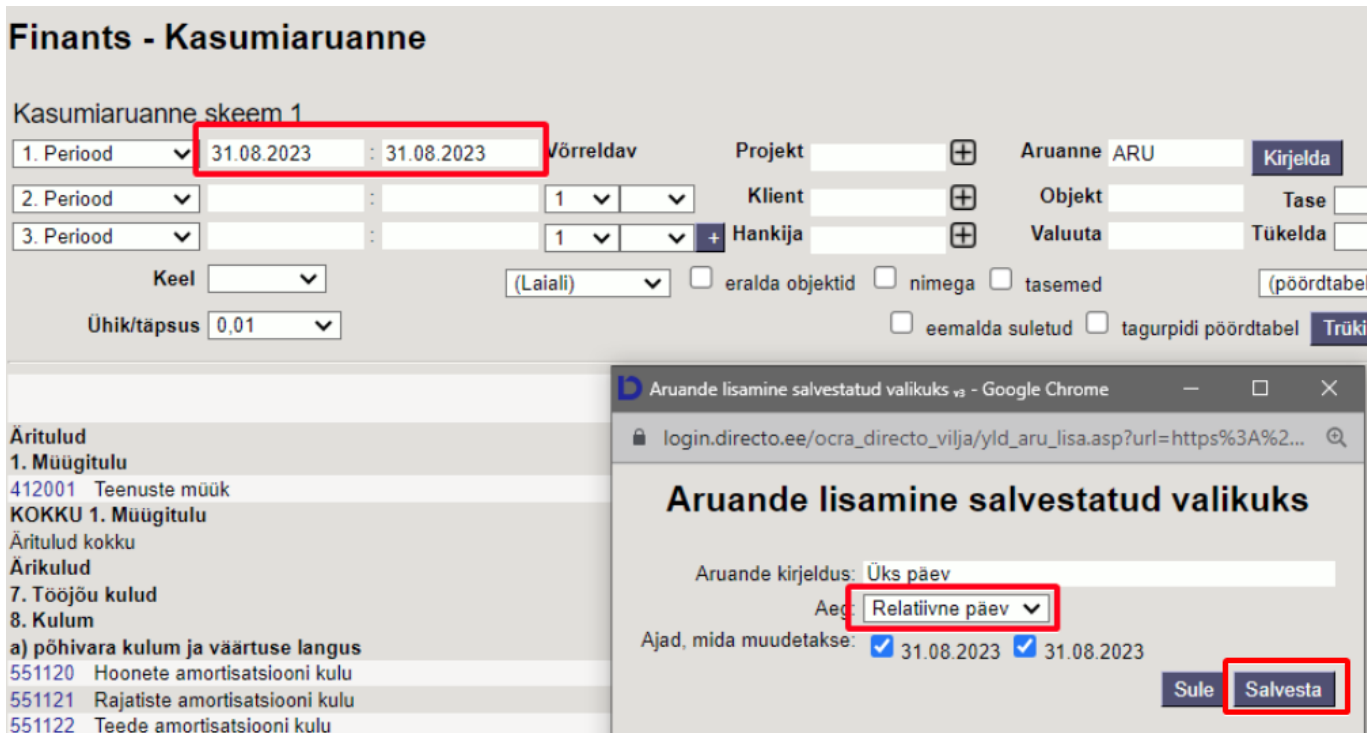 Finants - Kasumiaruanne
Kasumiaruanne skeem 1
1. Periood 31.08.2023 : 31.08.2023 Võrreldav Projekt Aruanne ARU Kirjelda
2. Periood : 1 Klient Objekt Tase
3. Periood : 1 + Hankija Valuuta Tükelda
Keel (Laiali) eralda objektid nimega tasemed (pöördtabel
Ühik/täpsus 0,01 eemalda suletud tagurpidi pöördtabel Trüki
Äritulud
1. Müügitulu
412001 Teenuste müük
KOKKU 1. Müügitulu
Äritulud kokku
Ärikulud
7. Tööjõu kulud
8. Kulum
a) põhivara kulum ja väärtuse langus
551120 Hoonete amortisatsiooni kulu
551121 Rajatiste amortisatsiooni kulu
551122 Teede amortisatsiooni kulu
Aruande lisamine salvestatud valikuks v3 - Google Chrome
login.directo.ee/ocra_directo_vilja/yld_aru_lisa.asp?url=https%3A%2...
Aruande lisamine salvestatud valikuks
Aruande kirjeldus: Üks päev
Aeg: Relatiivne päev
Ajad, mida muudetakse: 31.08.2023 31.08.2023
Sule Salvesta